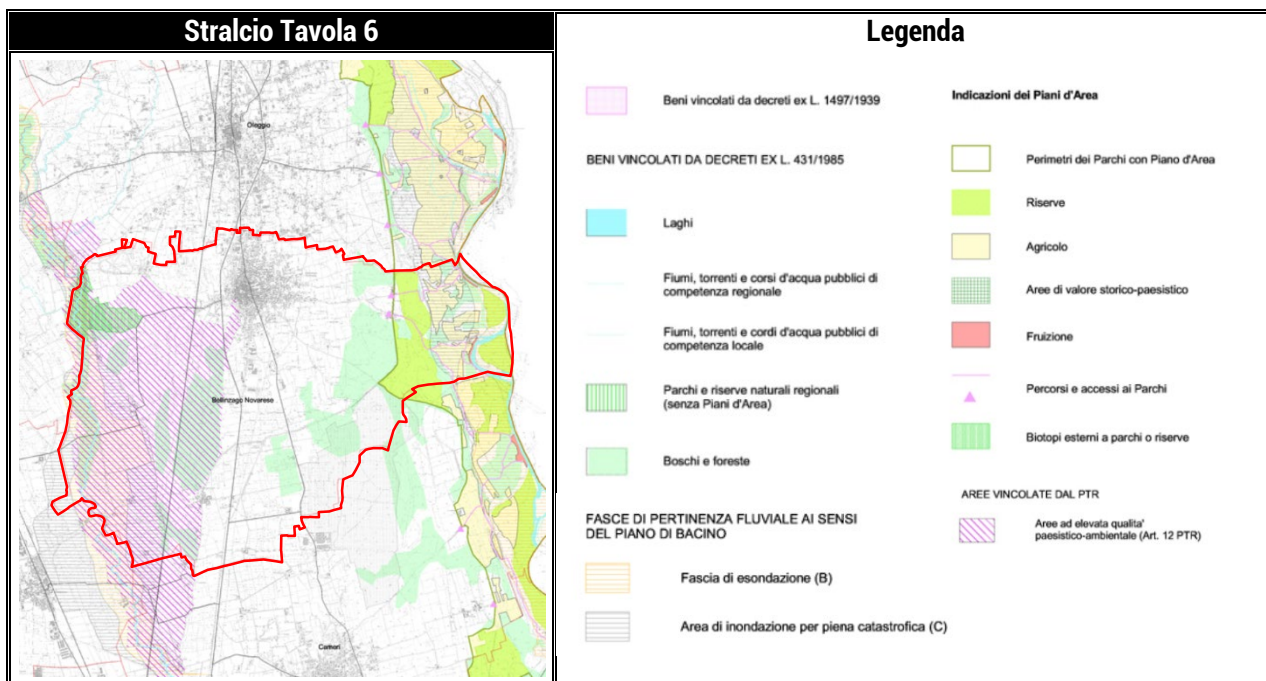 Stralcio Tavola 6
Oleggio
Bellinzago Novarese
Cameri
Legenda
Beni vincolati da decreti ex L. 1497/1939
BENI VINCOLATI DA DECRETI EX L. 431/1985
Laghi
Fiumi, torrenti e corsi d'acqua pubblici di
competenza regionale
Fiumi, torrenti e cordi d'acqua pubblici di
competenza locale
Parchi e riserve naturali regionali
(senza Piani d'Area)
Boschi e foreste
FASCE DI PERTINENZA FLUVIALE AI SENSI
DEL PIANO DI BACINO
Fascia di esondazione (B)
Area di inondazione per piena catastrofica (C)
Indicazioni dei Piani d'Area
Perimetri dei Parchi con Piano d'Area
Riserve
Agricolo
Aree di valore storico-paesistico
Fruizione
Percorsi e accessi ai Parchi
Biotopi esterni a parchi o riserve
AREE VINCOLATE DAL PTR
Aree ad elevata qualita'
paesistico-ambientale (Art. 12 PTR)